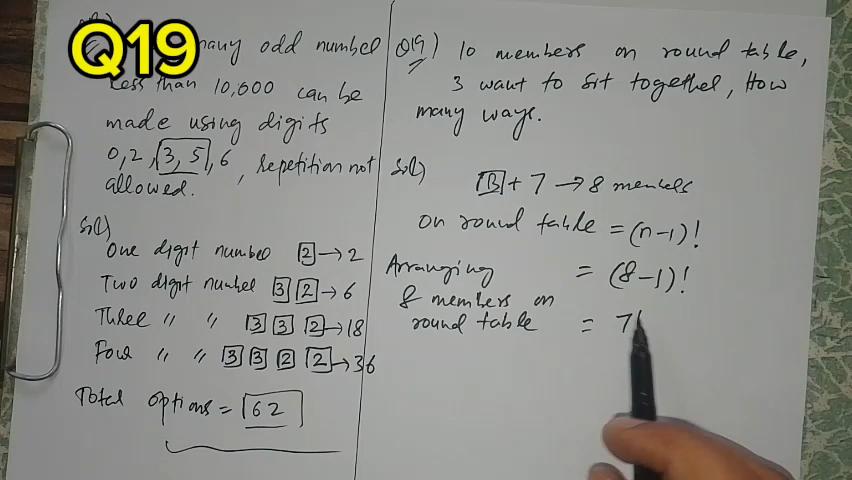 Q19
many odd number
less than 10,000 can be
made using digits
0,2, 3, 5, 6
, repetition not
allowed.
Sol)
One digit number 2 → 2
Two digit number 3 2 → 6
Three " " 3 3 2 → 18
Four " " 3 3 2 2 → 36
Total options = 62
Q19) 10 members on round table,
3 want to sit together, How
many ways.
Sol)
3 + 7 → 8 members
On round table = (n-1)!
Arranging = (8-1)!
8 members on
round table = 7!